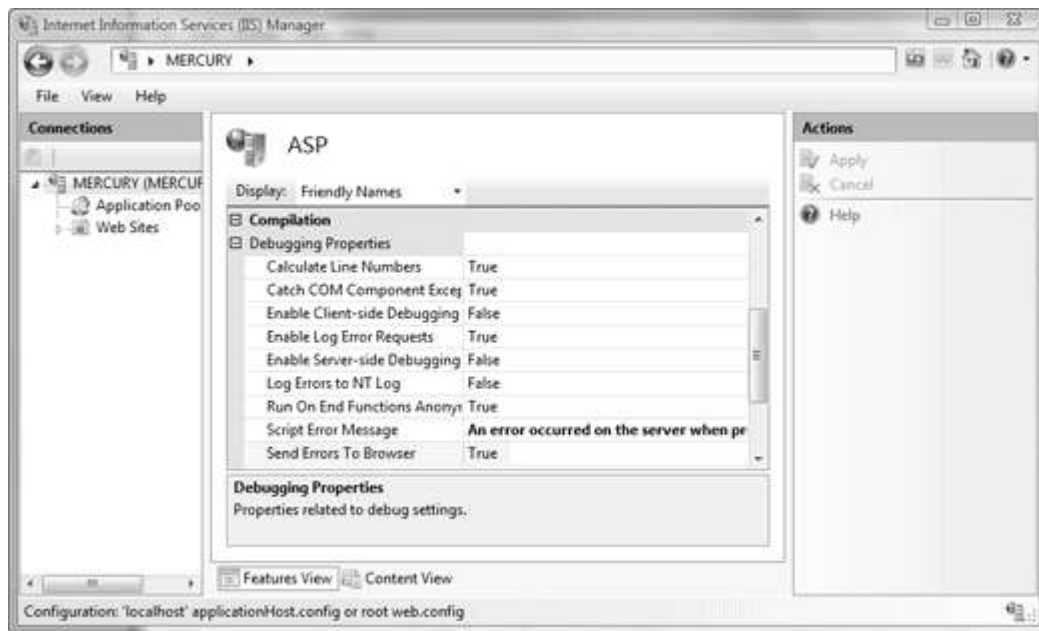 Internet Information Services (IIS) Manager
MERCURY
File View Help
Connections
MERCURY (MERCUR
Application Poo
Web Sites
ASP
Display: Friendly Names
Compilation
Debugging Properties
Calculate Line Numbers True
Catch COM Component Excep True
Enable Client-side Debugging False
Enable Log Error Requests True
Enable Server-side Debugging False
Log Errors to NT Log False
Run On End Functions Anony True
Script Error Message An error occurred on the server when pr
Send Errors To Browser True
Debugging Properties
Properties related to debug settings.
Features View Content View
Actions
Apply
Cancel
Help
Configuration: 'localhost' applicationHost.config or root web.config